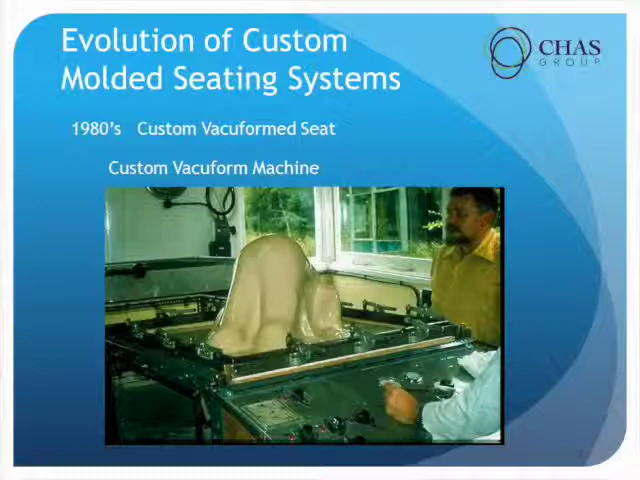 Evolution of Custom
Molded Seating Systems
CHAS
GROUP
1980's Custom Vacuformed Seat
Custom Vacuform Machine